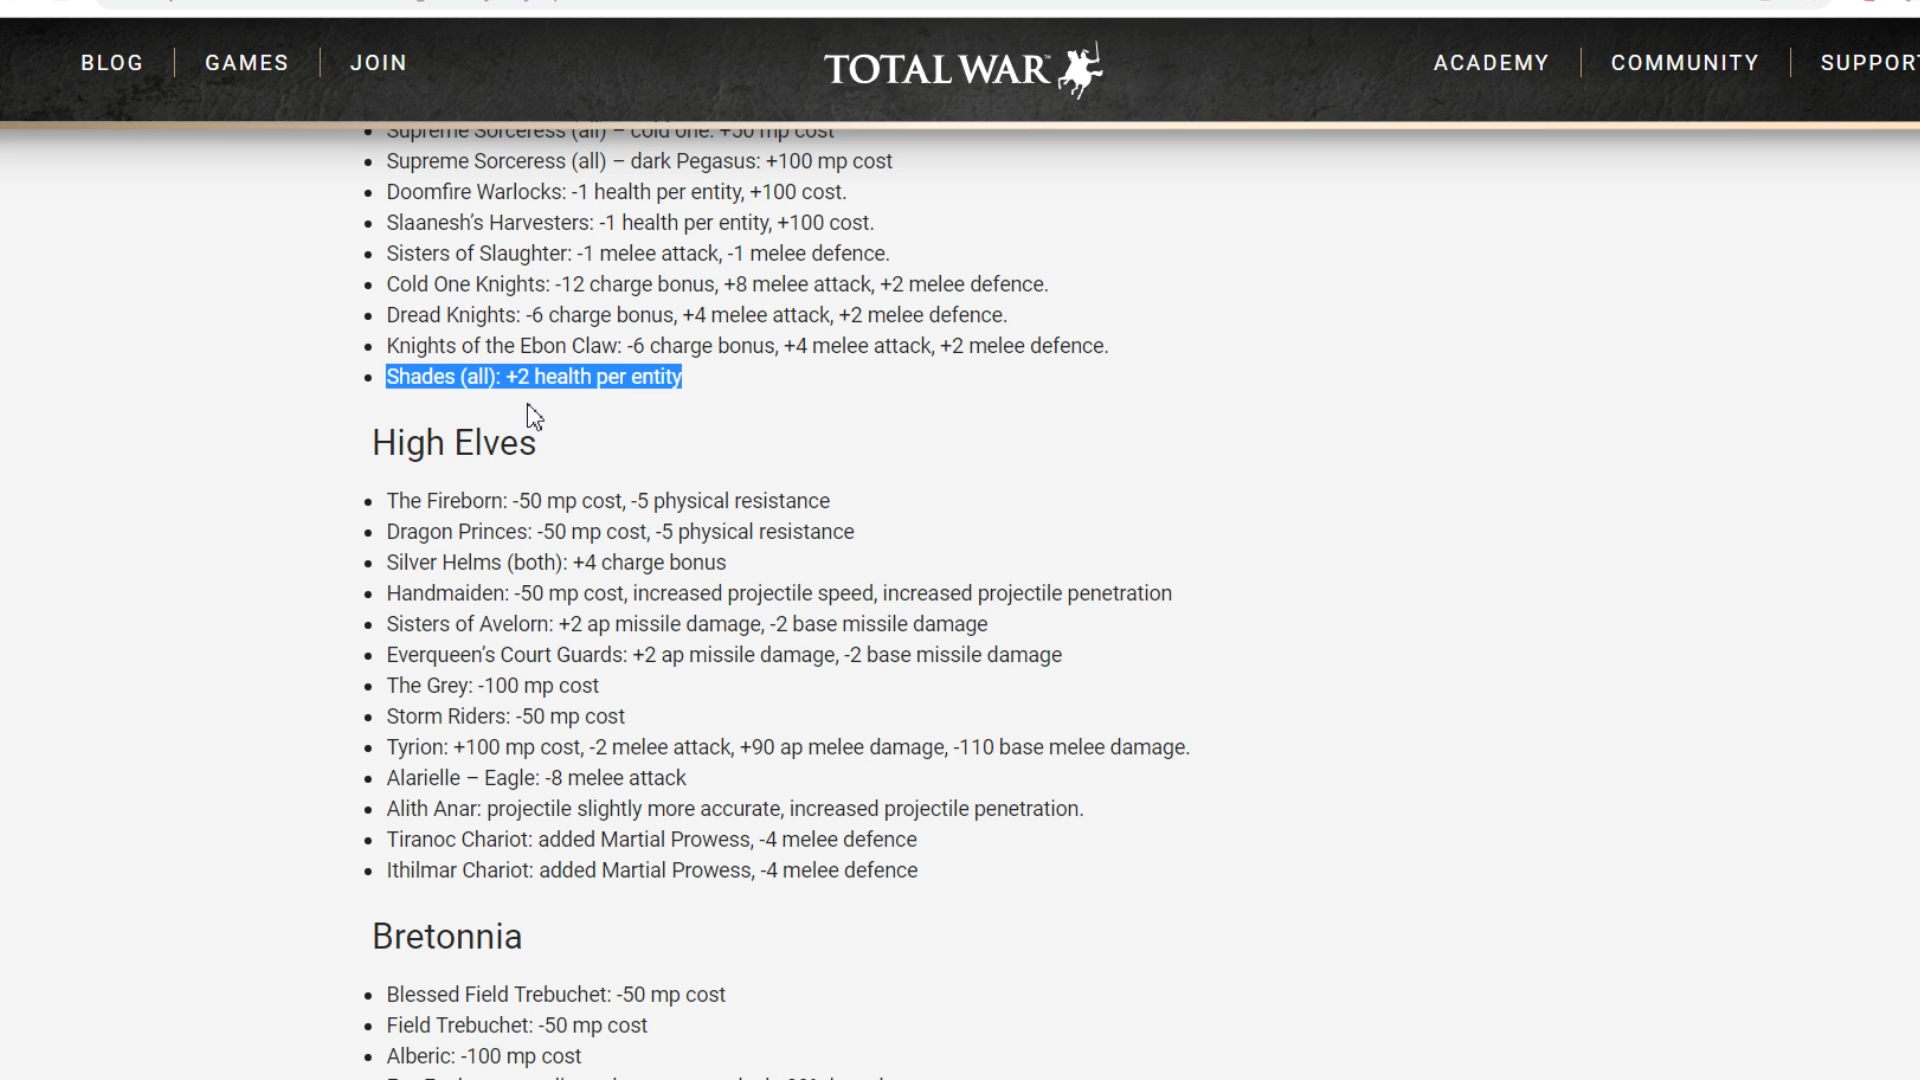 BLOG
GAMES
JOIN
TOTAL WAR™
ACADEMY
COMMUNITY
SUPPORT
Supreme Sorceress (all) – cold one: +50 mp cost
Supreme Sorceress (all) – dark Pegasus: +100 mp cost
Doomfire Warlocks: -1 health per entity, +100 cost.
Slaanesh’s Harvesters: -1 health per entity, +100 cost.
Sisters of Slaughter: -1 melee attack, -1 melee defence.
Cold One Knights: -12 charge bonus, +8 melee attack, +2 melee defence.
Dread Knights: -6 charge bonus, +4 melee attack, +2 melee defence.
Knights of the Ebon Claw: -6 charge bonus, +4 melee attack, +2 melee defence.
Shades (all): +2 health per entity
High Elves
The Fireborn: -50 mp cost, -5 physical resistance
Dragon Princes: -50 mp cost, -5 physical resistance
Silver Helms (both): +4 charge bonus
Handmaiden: -50 mp cost, increased projectile speed, increased projectile penetration
Sisters of Avelorn: +2 ap missile damage, -2 base missile damage
Everqueen’s Court Guards: +2 ap missile damage, -2 base missile damage
The Grey: -100 mp cost
Storm Riders: -50 mp cost
Tyrion: +100 mp cost, -2 melee attack, +90 ap melee damage, -110 base melee damage.
Alarielle – Eagle: -8 melee attack
Alith Anar: projectile slightly more accurate, increased projectile penetration.
Tiranoc Chariot: added Martial Prowess, -4 melee defence
Ithilmar Chariot: added Martial Prowess, -4 melee defence
Bretonnia
Blessed Field Trebuchet: -50 mp cost
Field Trebuchet: -50 mp cost
Alberic: -100 mp cost